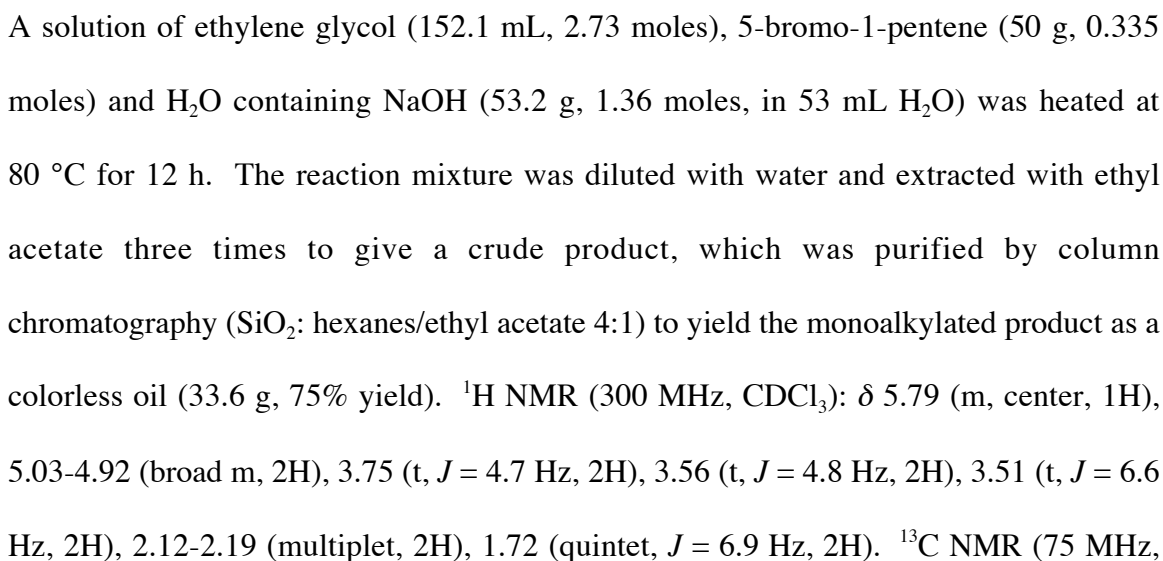 A solution of ethylene glycol (152.1 mL, 2.73 moles), 5-bromo-1-pentene (50 g, 0.335
moles) and H₂O containing NaOH (53.2 g, 1.36 moles, in 53 mL H₂O) was heated at
80 °C for 12 h. The reaction mixture was diluted with water and extracted with ethyl
acetate three times to give a crude product, which was purified by column
chromatography (SiO₂: hexanes/ethyl acetate 4:1) to yield the monoalkylated product as a
colorless oil (33.6 g, 75% yield). ¹H NMR (300 MHz, CDCl₃): δ 5.79 (m, center, 1H),
5.03-4.92 (broad m, 2H), 3.75 (t, J = 4.7 Hz, 2H), 3.56 (t, J = 4.8 Hz, 2H), 3.51 (t, J = 6.6
Hz, 2H), 2.12-2.19 (multiplet, 2H), 1.72 (quintet, J = 6.9 Hz, 2H). ¹³C NMR (75 MHz,